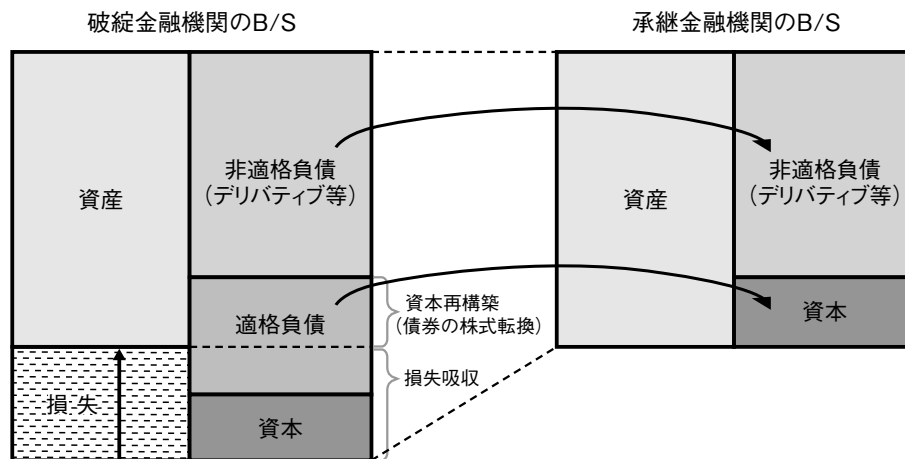 破綻金融機関のB/S
承継金融機関のB/S
資産
非適格負債
(デリバティブ等)
適格負債
資本
損失
資本再構築
(債券の株式転換)
損失吸収
資産
非適格負債
(デリバティブ等)
資本